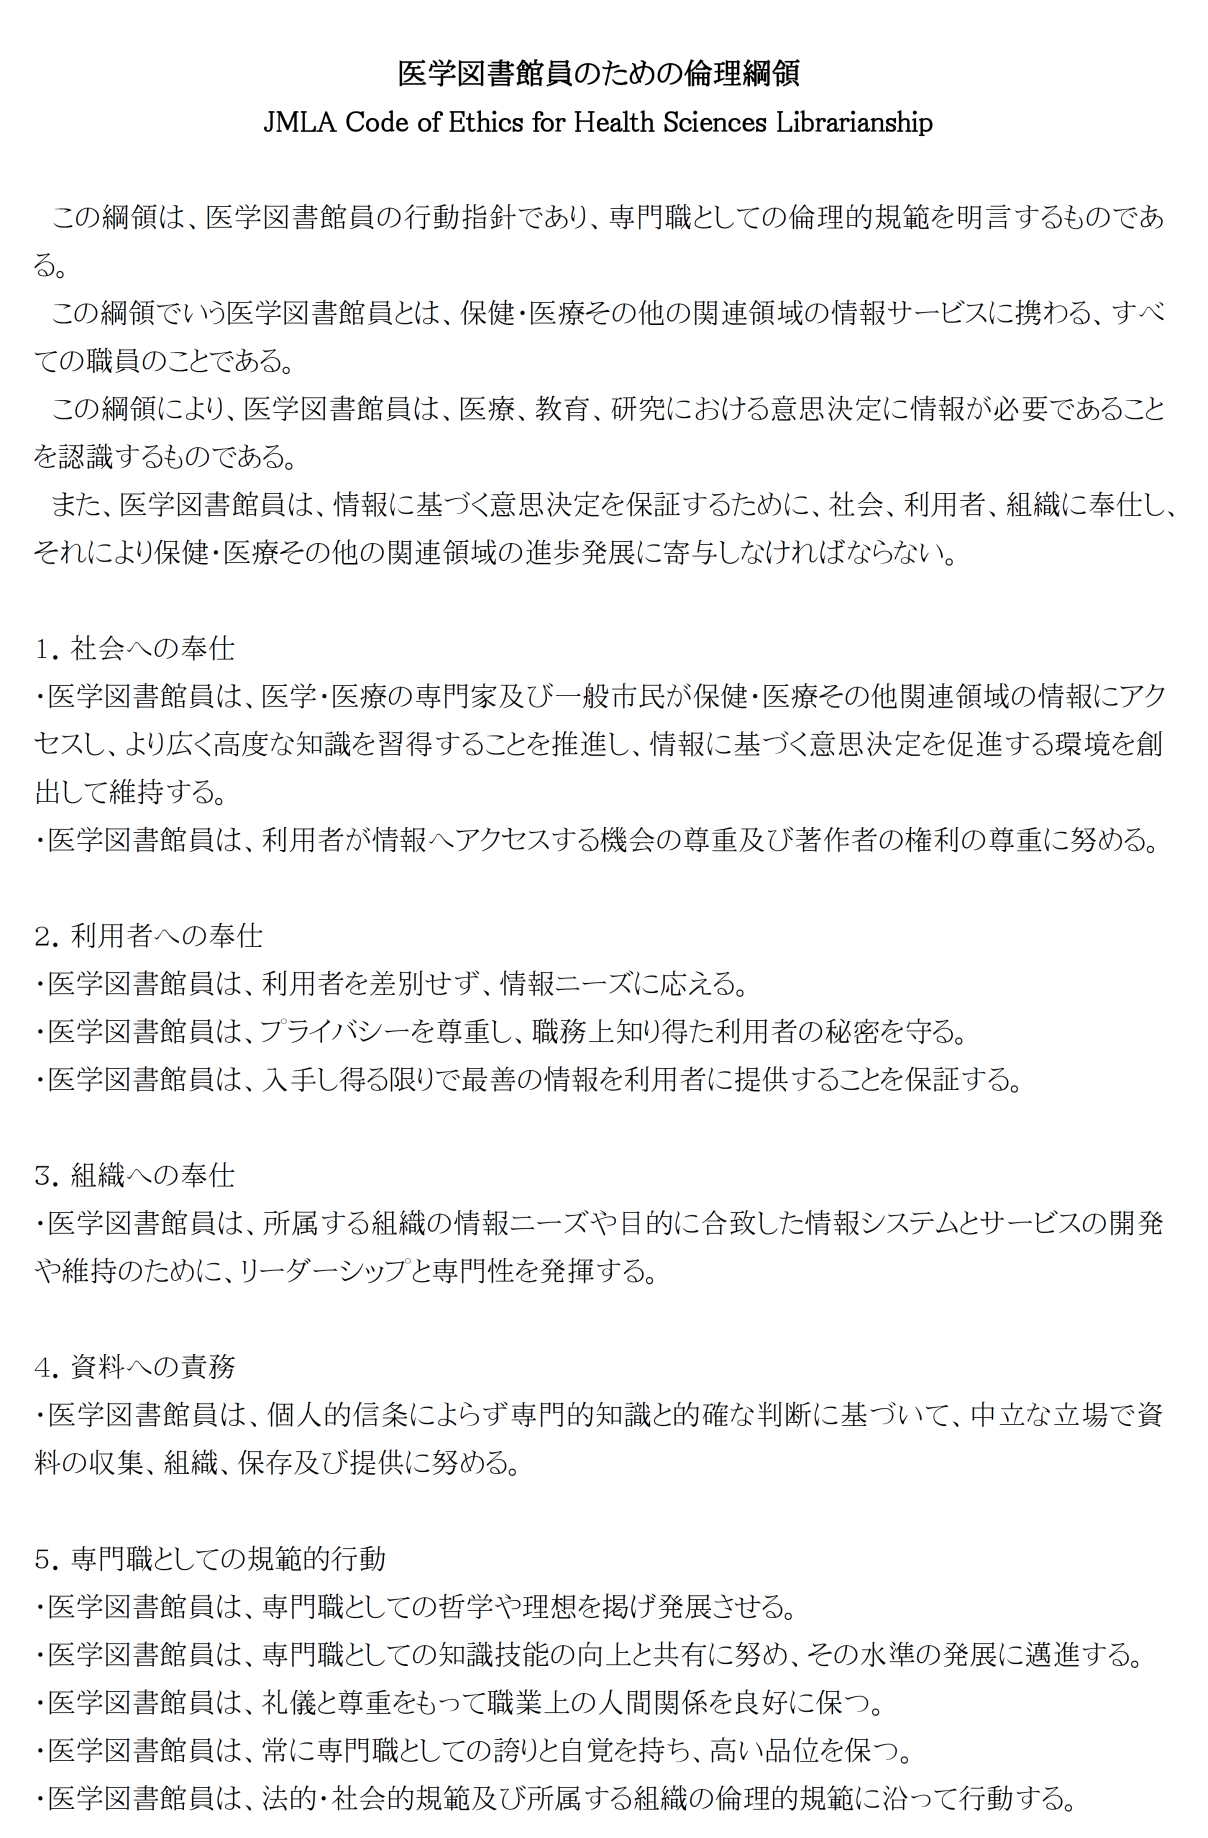 医学図書館員のための倫理綱領
JMLA Code of Ethics for Health Sciences Librarianship
この綱領は、医学図書館員の行動指針であり、専門職としての倫理的規範を明言するものであ
る。
この綱領でいう医学図書館員とは、保健・医療その他の関連領域の情報サービスに携わる、すべ
ての職員のことである。
この綱領により、医学図書館員は、医療、教育、研究における意思決定に情報が必要であること
を認識するものである。
また、医学図書館員は、情報に基づく意思決定を保証するために、社会、利用者、組織に奉仕し、
それにより保健・医療その他の関連領域の進歩発展に寄与しなければならない。
1. 社会への奉仕
・医学図書館員は、医学・医療の専門家及び一般市民が保健・医療その他関連領域の情報にアク
セスし、より広く高度な知識を習得することを推進し、情報に基づく意思決定を促進する環境を創
出して維持する。
・医学図書館員は、利用者が情報へアクセスする機会の尊重及び著作者の権利の尊重に努める。
2. 利用者への奉仕
・医学図書館員は、利用者を差別せず、情報ニーズに応える。
・医学図書館員は、プライバシーを尊重し、職務上知り得た利用者の秘密を守る。
・医学図書館員は、入手し得る限りで最善の情報を利用者に提供することを保証する。
3. 組織への奉仕
・医学図書館員は、所属する組織の情報ニーズや目的に合致した情報システムとサービスの開発
や維持のために、リーダーシップと専門性を発揮する。
4. 資料への責務
・医学図書館員は、個人的信条によらず専門的知識と的確な判断に基づいて、中立な立場で資
料の収集、組織、保存及び提供に努める。
5. 専門職としての規範的行動
・医学図書館員は、専門職としての哲学や理想を掲げ発展させる。
・医学図書館員は、専門職としての知識技能の向上と共有に努め、その水準の発展に邁進する。
・医学図書館員は、礼儀と尊重をもって職業上の人間関係を良好に保つ。
・医学図書館員は、常に専門職としての誇りと自覚を持ち、高い品位を保つ。
・医学図書館員は、法的・社会的規範及び所属する組織の倫理的規範に沿って行動する。